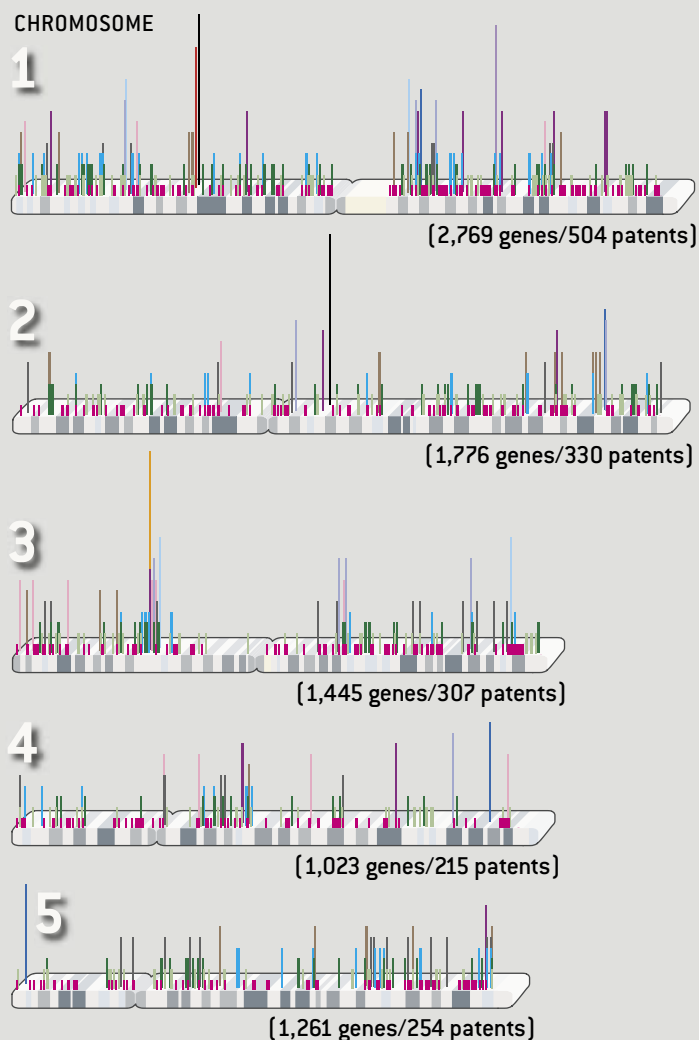 CHROMOSOME
1
(2,769 genes/504 patents)
2
(1,776 genes/330 patents)
3
(1,445 genes/307 patents)
4
(1,023 genes/215 patents)
5
(1,261 genes/254 patents)